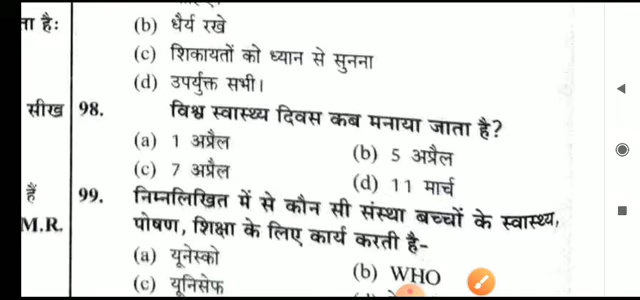 ता है:
(b) धैर्य रखे
(c) शिकायतों को ध्यान से सुनना
(d) उपर्युक्त सभी।
सीख
98. विश्व स्वास्थ्य दिवस कब मनाया जाता है?
(a) 1 अप्रैल
(b) 5 अप्रैल
(c) 7 अप्रैल
(d) 11 मार्च
हैं
99. निम्नलिखित में से कौन सी संस्था बच्चों के स्वास्थ्य,
M.R.
पोषण, शिक्षा के लिए कार्य करती है-
(a) यूनेस्को
(b) WHO
(c) यूनिसेफ